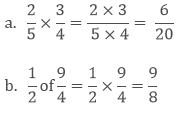 a. 2/5 × 3/4 = 2 × 3/5 × 4 = 6/20
b. 1/2 of 9/4 = 1/2 × 9/4 = 9/8